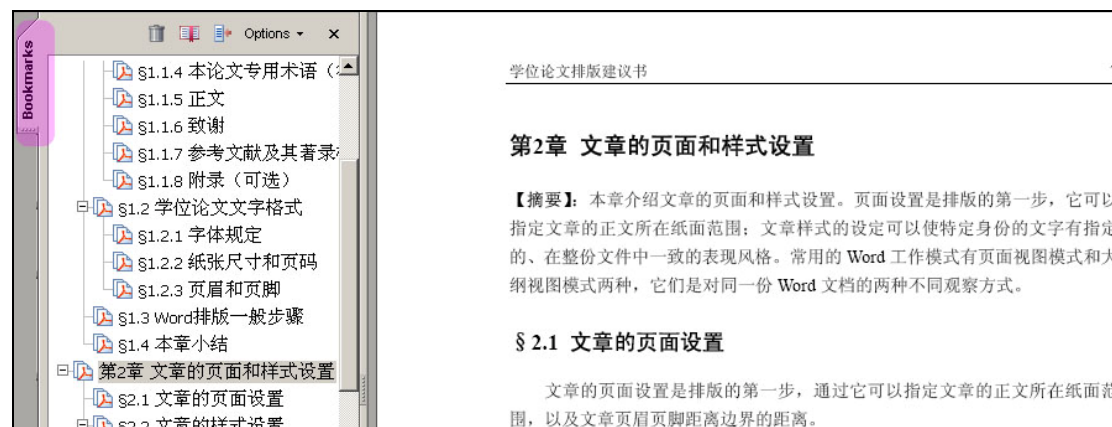 Bookmarks
Options
§1.1.4 本论文专用术语（
§1.1.5 正文
§1.1.6 致谢
§1.1.7 参考文献及其著录
§1.1.8 附录（可选）
§1.2 学位论文文字格式
§1.2.1 字体规定
§1.2.2 纸张尺寸和页码
§1.2.3 页眉和页脚
§1.3 Word排版一般步骤
§1.4 本章小结
第2章 文章的页面和样式设置
§2.1 文章的页面设置
§2.2 文章的样式设置
学位论文排版建议书
第2章 文章的页面和样式设置
【摘要】：本章介绍文章的页面和样式设置。页面设置是排版的第一步，它可以
指定文章的正文所在纸面范围；文章样式的设定可以使特定身份的文字有指定
的、在整份文件中一致的表现风格。常用的 Word 工作模式有页面视图模式和大
纲视图模式两种，它们是对同一份 Word 文档的两种不同观察方式。
§2.1 文章的页面设置
文章的页面设置是排版的第一步，通过它可以指定文章的正文所在纸面范
围，以及文章页眉页脚距离边界的距离。